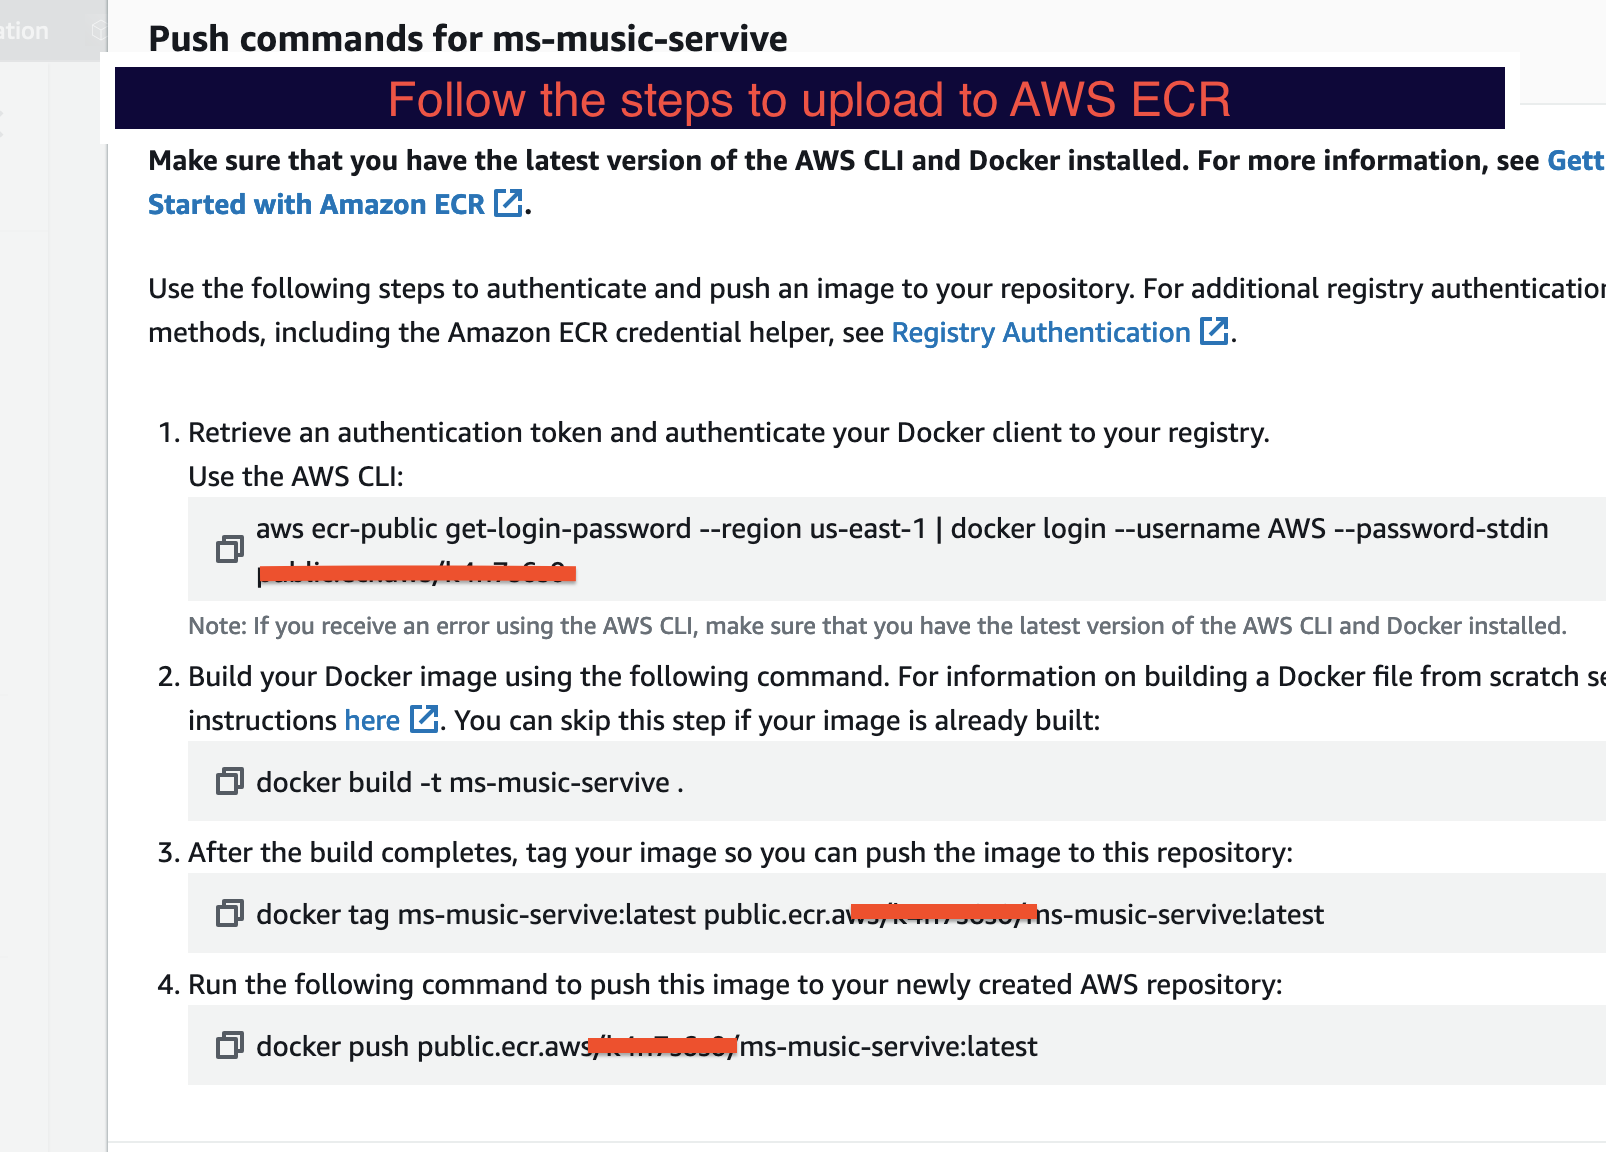 ation
Push commands for ms-music-servive
Follow the steps to upload to AWS ECR
Make sure that you have the latest version of the AWS CLI and Docker installed. For more information, see Gett
Started with Amazon ECR.
Use the following steps to authenticate and push an image to your repository. For additional registry authentication
methods, including the Amazon ECR credential helper, see Registry Authentication.
1. Retrieve an authentication token and authenticate your Docker client to your registry.
Use the AWS CLI:
aws ecr-public get-login-password --region us-east-1 | docker login --username AWS --password-stdin
Note: If you receive an error using the AWS CLI, make sure that you have the latest version of the AWS CLI and Docker installed.
2. Build your Docker image using the following command. For information on building a Docker file from scratch se
instructions here. You can skip this step if your image is already built:
docker build -t ms-music-servive .
3. After the build completes, tag your image so you can push the image to this repository:
docker tag ms-music-servive:latest public.ecr.aws/ ms-music-servive:latest
4. Run the following command to push this image to your newly created AWS repository:
docker push public.ecr.aws/ /ms-music-servive:latest